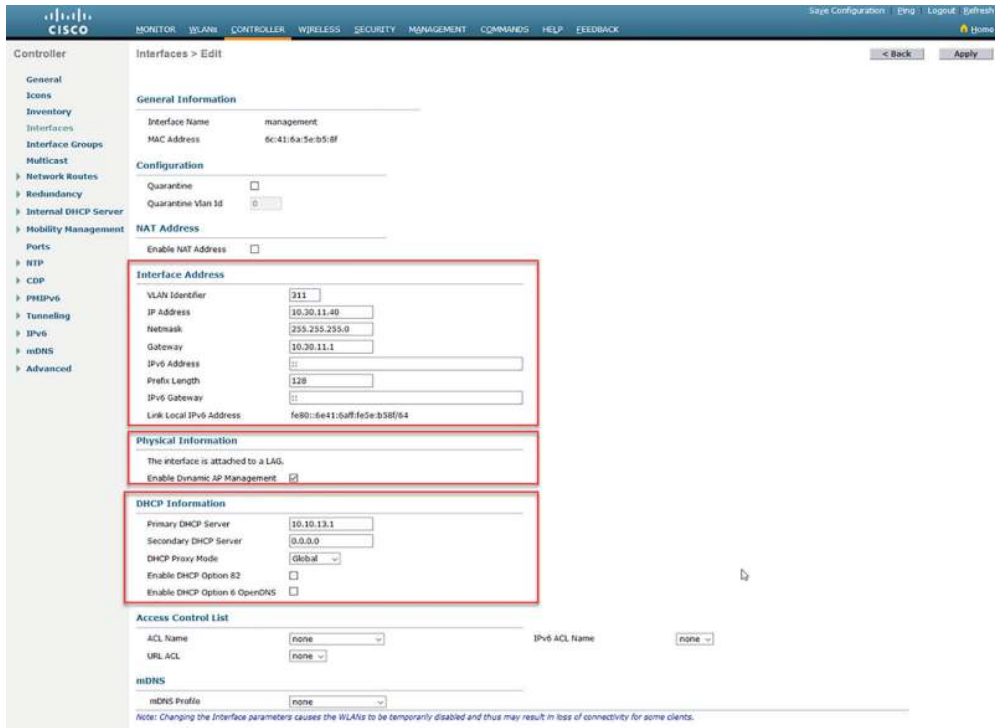 Save Configuration Ping Logout Refresh
CISCO MONITOR WLANs CONTROLLER WIRELESS SECURITY MANAGEMENT COMMANDS HELP FEEDBACK Home
Controller
General
Icons
Inventory
Interfaces
Interface Groups
Multicast
Network Routes
Redundancy
Internal DHCP Server
Mobility Management
Ports
NTP
CDP
PMIPv6
Tunneling
IPv6
mDNS
Advanced
Interfaces > Edit
< Back Apply
General Information
Interface Name management
MAC Address 6c:41:6a:5e:b5:8f
Configuration
Quarantine
Quarantine Vlan Id 0
NAT Address
Enable NAT Address
Interface Address
VLAN Identifier 311
IP Address 10.30.11.40
Netmask 255.255.255.0
Gateway 10.30.11.1
IPv6 Address ::
Prefix Length 128
IPv6 Gateway ::
Link Local IPv6 Address fe80::6e41:6aff:fe5e:b58f/64
Physical Information
The interface is attached to a LAG.
Enable Dynamic AP Management
DHCP Information
Primary DHCP Server 10.10.13.1
Secondary DHCP Server 0.0.0.0
DHCP Proxy Mode Global
Enable DHCP Option 82
Enable DHCP Option 6 OpenDNS
Access Control List
ACL Name none IPv6 ACL Name none
URL ACL none
mDNS
mDNS Profile none
Note: Changing the Interface parameters causes the WLANs to be temporarily disabled and thus may result in loss of connectivity for some clients.